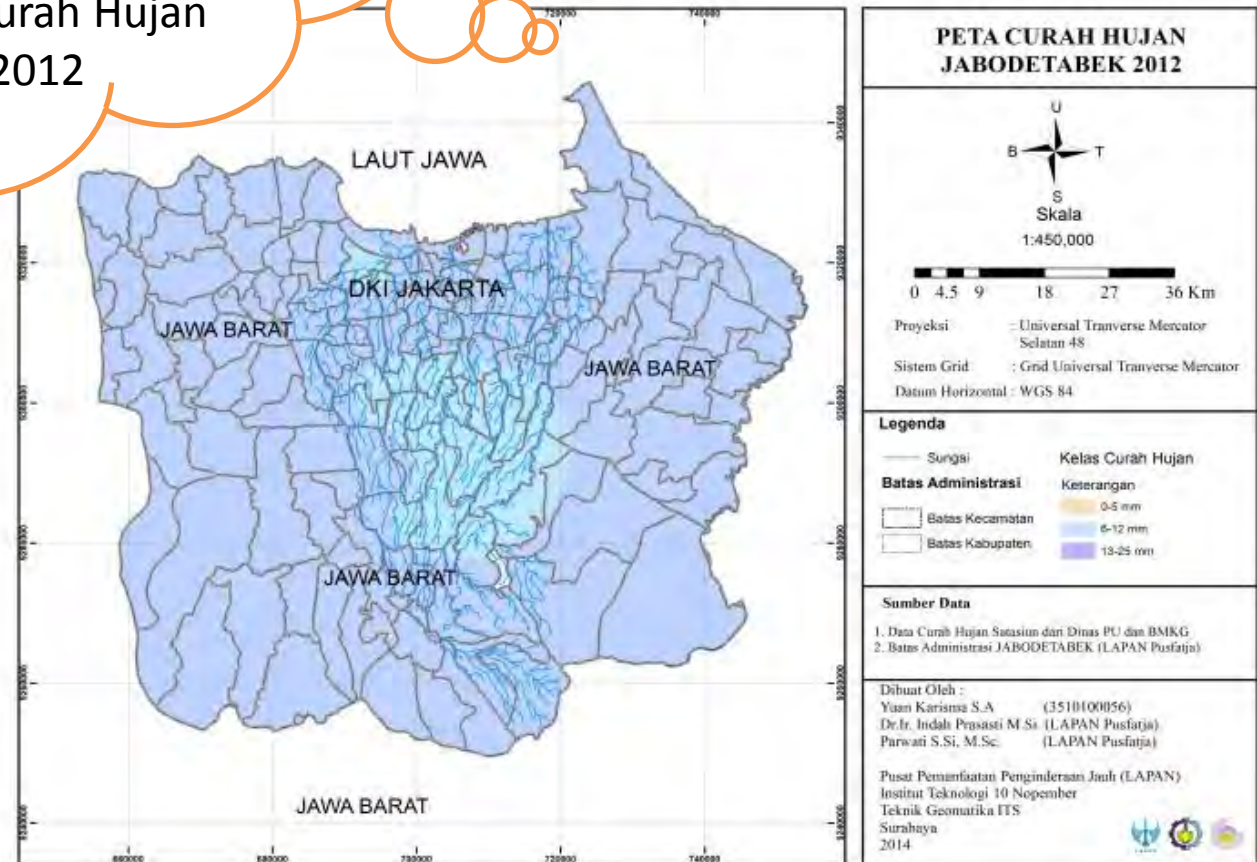 urah Hujan
2012
720000
740000
LAUT JAWA
DKI JAKARTA
JAWA BARAT
JAWA BARAT
JAWA BARAT
JAWA BARAT
720000
740000
PETA CURAH HUJAN
JABODETABEK 2012
U
B T
S
Skala
1:450,000
0 4.5 9 18 27 36 Km
Proyeksi : Universal Tranverse Mercator
Selatan 48
Sistem Grid : Grid Universal Tranverse Mercator
Datum Horizontal : WGS 84
Legenda
Sungai
Batas Administrasi
Batas Kecamatan
Batas Kabupaten
Kelas Curah Hujan
Keterangan
0-5 mm
6-12 mm
13-25 mm
Sumber Data
1. Data Curah Hujan Satasiun dari Dinas PU dan BMKG
2. Batas Administrasi JABODETABEK (LAPAN Pusfatja)
Dibuat Oleh :
Yuan Karisma S.A (3510100056)
Dr.Ir. Indah Prasasti M.Si (LAPAN Pusfatja)
Parwati S.Si, M.Sc. (LAPAN Pusfatja)
Pusat Pemanfaatan Penginderaan Jauh (LAPAN)
Institut Teknologi 10 Nopember
Teknik Geomatika ITS
Surabaya
2014